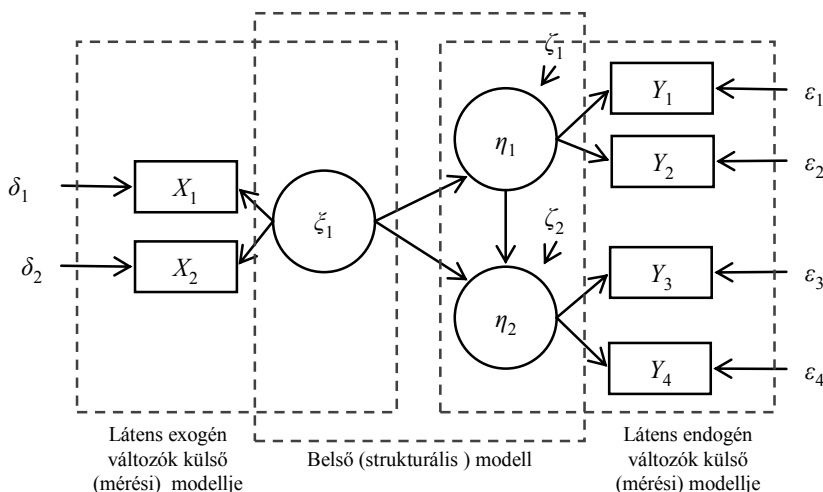 ζ1
Y1
ε1
η1
Y2
ε2
δ1
X1
ξ1
ζ2
δ2
X2
Y3
ε3
η2
Y4
ε4
Látens exogén
változók külső
(mérési) modellje
Belső (strukturális ) modell
Látens endogén
változók külső
(mérési) modellje